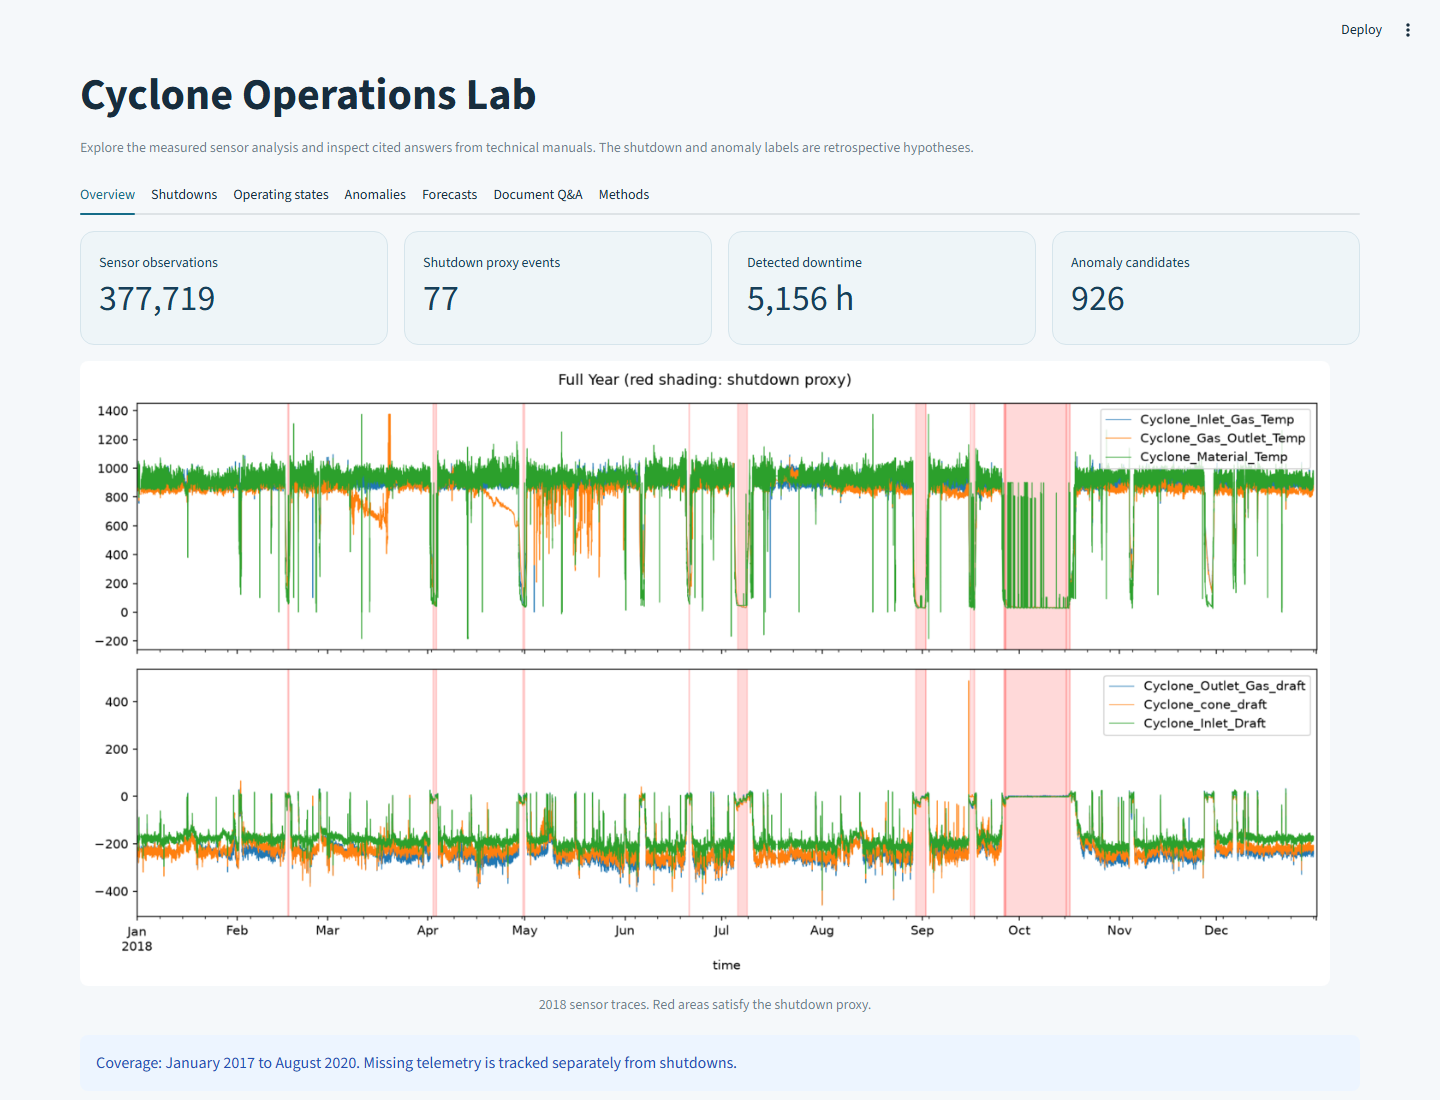 Deploy
Cyclone Operations Lab
Explore the measured sensor analysis and inspect cited answers from technical manuals. The shutdown and anomaly labels are retrospective hypotheses.
Overview Shutdowns Operating states Anomalies Forecasts Document Q&A Methods
Sensor observations
377,719
Shutdown proxy events
77
Detected downtime
5,156 h
Anomaly candidates
926
Full Year (red shading: shutdown proxy)
1400
1200
1000
800
600
400
200
0
−200
Cyclone_Inlet_Gas_Temp
Cyclone_Gas_Outlet_Temp
Cyclone_Material_Temp
400
200
0
−200
−400
Cyclone_Outlet_Gas_draft
Cyclone_cone_draft
Cyclone_Inlet_Draft
Jan Feb Mar Apr May Jun Jul Aug Sep Oct Nov Dec
2018
time
2018 sensor traces. Red areas satisfy the shutdown proxy.
Coverage: January 2017 to August 2020. Missing telemetry is tracked separately from shutdowns.